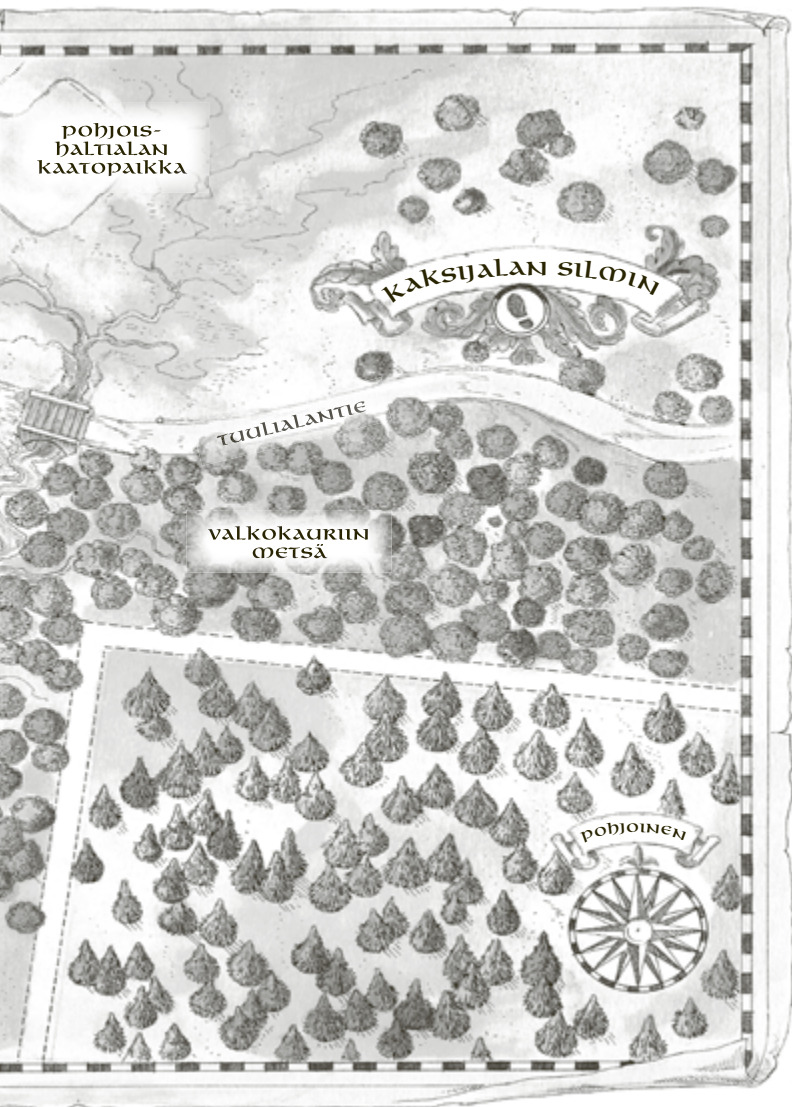 POHJOIS-
HALTIALAN
KAATOPAIKKA
KAKSIJALAN SILMIN
TUULIALANTIE
VALKOKAURIIN
METSÄ
POHJOINEN